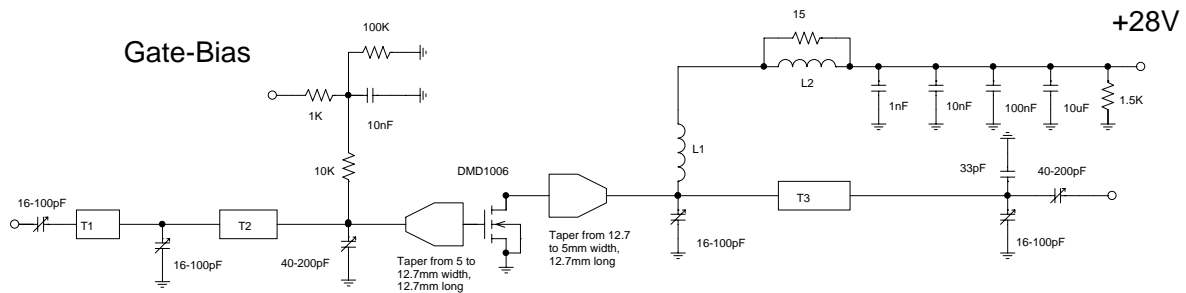 15
+28V
100K
Gate-Bias
L2
1K
10nF
1nF
10nF
100nF
10uF
1.5K
L1
10K
DMD1006
33pF
40-200pF
16-100pF
T1
T2
T3
16-100pF
40-200pF
Taper from 5 to
12.7mm width,
12.7mm long
Taper from 12.7
to 5mm width,
12.7mm long
16-100pF
16-100pF